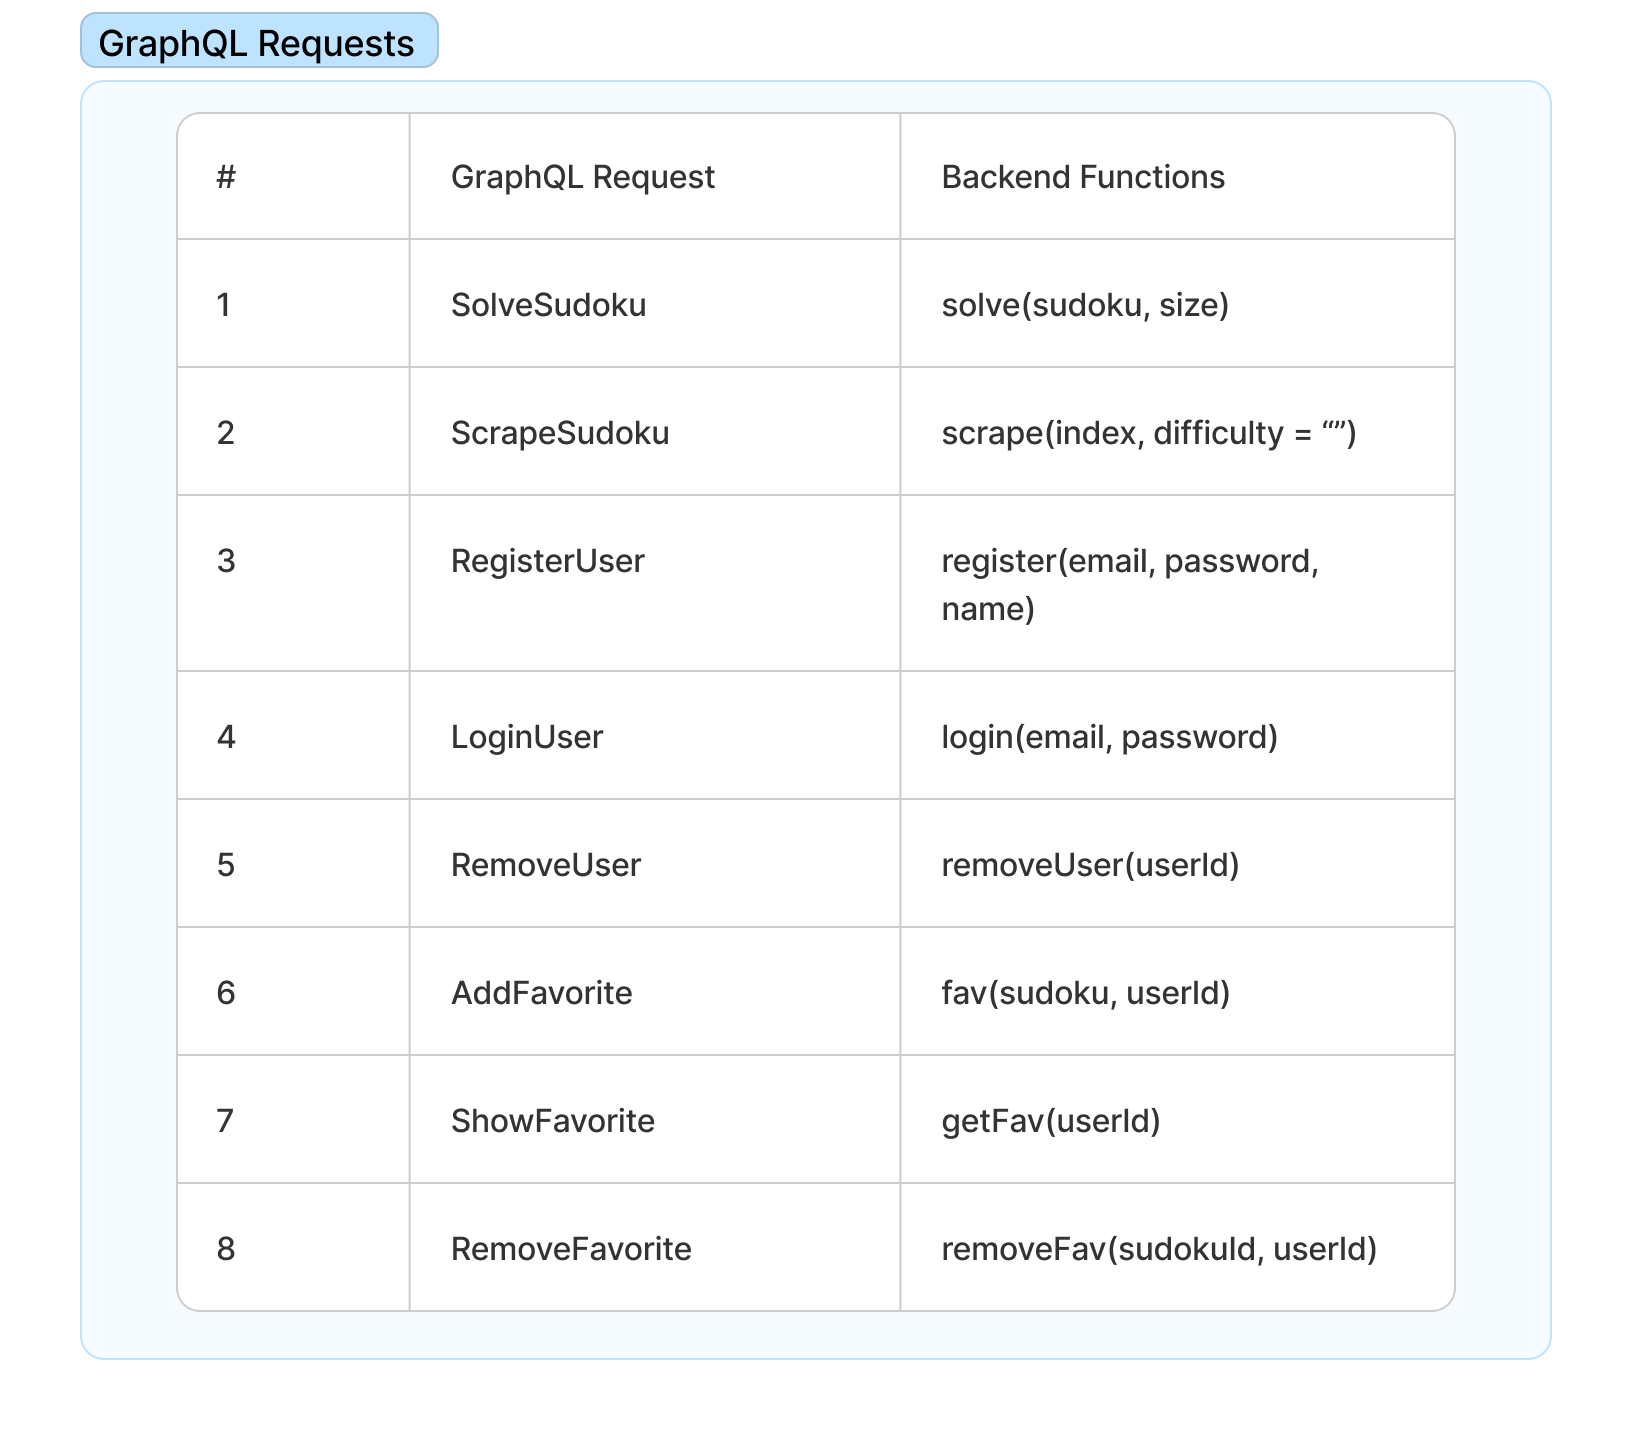 GraphQL Requests
#
GraphQL Request
Backend Functions
1
SolveSudoku
solve(sudoku, size)
2
ScrapeSudoku
scrape(index, difficulty = “”)
3
RegisterUser
register(email, password,
name)
4
LoginUser
login(email, password)
5
RemoveUser
removeUser(userId)
6
AddFavorite
fav(sudoku, userId)
7
ShowFavorite
getFav(userId)
8
RemoveFavorite
removeFav(sudokuId, userId)